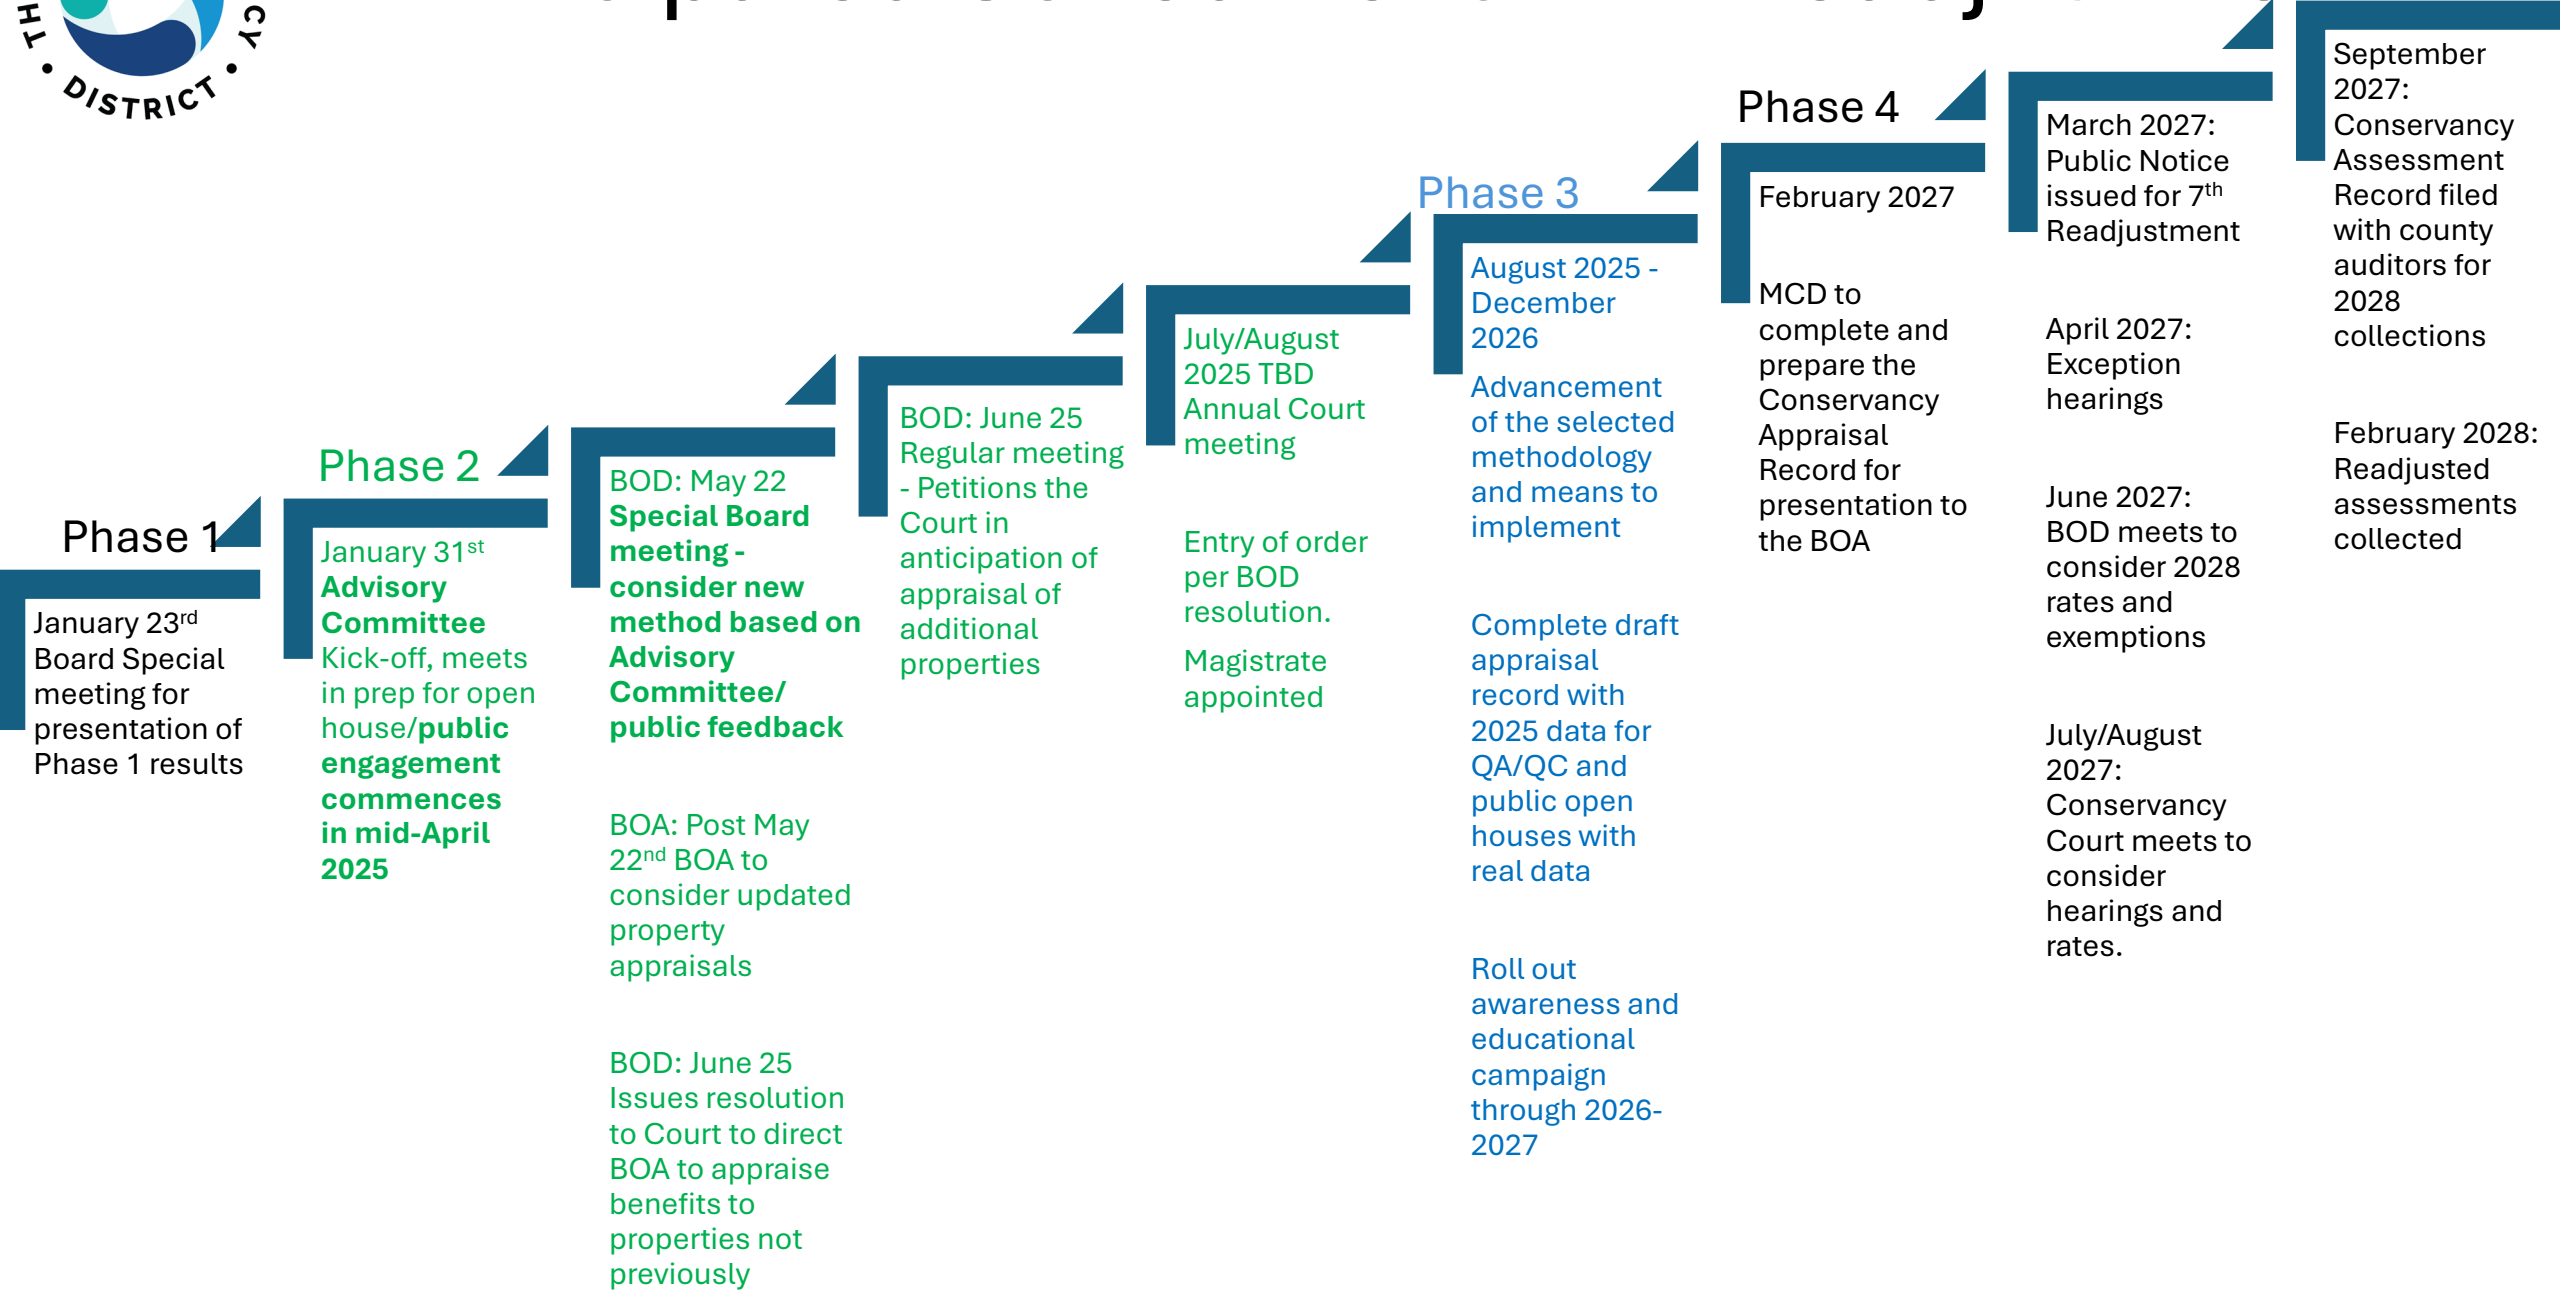 DISTRICT
Phase 1
January 23rd
Board Special
meeting for
presentation of
Phase 1 results
Phase 2
January 31st
Advisory
Committee
Kick-off, meets
in prep for open
house/public
engagement
commences
in mid-April
2025
BOD: May 22
Special Board
meeting -
consider new
method based on
Advisory
Committee/
public feedback
BOA: Post May
22nd BOA to
consider updated
property
appraisals
BOD: June 25
Issues resolution
to Court to direct
BOA to appraise
benefits to
properties not
previously
BOD: June 25
Regular meeting
- Petitions the
Court in
anticipation of
appraisal of
additional
properties
July/August
2025 TBD
Annual Court
meeting
Entry of order
per BOD
resolution.
Magistrate
appointed
Phase 3
August 2025 -
December
2026
Advancement
of the selected
methodology
and means to
implement
Complete draft
appraisal
record with
2025 data for
QA/QC and
public open
houses with
real data
Roll out
awareness and
educational
campaign
through 2026-
2027
Phase 4
February 2027
MCD to
complete and
prepare the
Conservancy
Appraisal
Record for
presentation to
the BOA
March 2027:
Public Notice
issued for 7th
Readjustment
April 2027:
Exception
hearings
June 2027:
BOD meets to
consider 2028
rates and
exemptions
July/August
2027:
Conservancy
Court meets to
consider
hearings and
rates.
September
2027:
Conservancy
Assessment
Record filed
with county
auditors for
2028
collections
February 2028:
Readjusted
assessments
collected